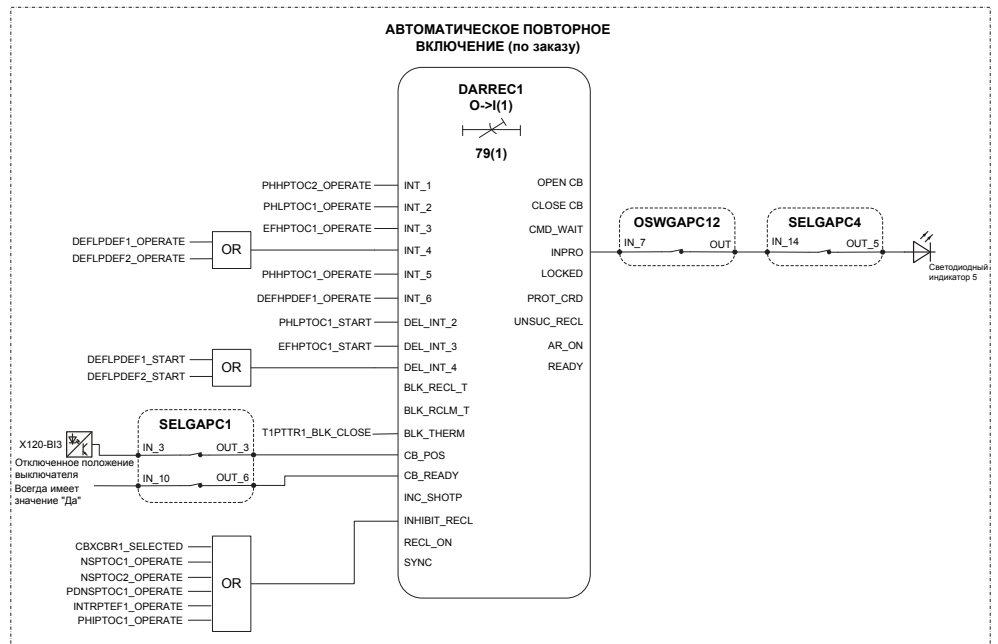 АВТОМАТИЧЕСКОЕ ПОВТОРНОЕ
ВКЛЮЧЕНИЕ (по заказу)
DARREC1
O->I(1)
79(1)
PHHPTOC2_OPERATE
INT_1
PHLPTOC1_OPERATE
INT_2
EFHPTOC1_OPERATE
INT_3
DEFLPDEF1_OPERATE
DEFLPDEF2_OPERATE
OR
INT_4
PHHPTOC1_OPERATE
INT_5
DEFHPDEF1_OPERATE
INT_6
PHLPTOC1_START
DEL_INT_2
EFHPTOC1_START
DEL_INT_3
DEFLPDEF1_START
DEFLPDEF2_START
OR
DEL_INT_4
BLK_RECL_T
BLK_RCLM_T
T1PTTR1_BLK_CLOSE
BLK_THERM
SELGAPC1
X120-BI3
Отключенное положение
выключателя
IN_3
OUT_3
CB_POS
Всегда имеет
значение "Да"
IN_10
OUT_6
CB_READY
INC_SHOTP
INHIBIT_RECL
RECL_ON
SYNC
CBXCBR1_SELECTED
NSPTOC1_OPERATE
NSPTOC2_OPERATE
PDNSPTOC1_OPERATE
INTRPTEF1_OPERATE
PHIPTOC1_OPERATE
OR
OPEN CB
CLOSE CB
CMD_WAIT
INPRO
LOCKED
PROT_CRD
UNSUC_RECL
AR_ON
READY
OSWGAPC12
IN_7
OUT
SELGAPC4
IN_14
OUT_5
Светодиодный
индикатор 5